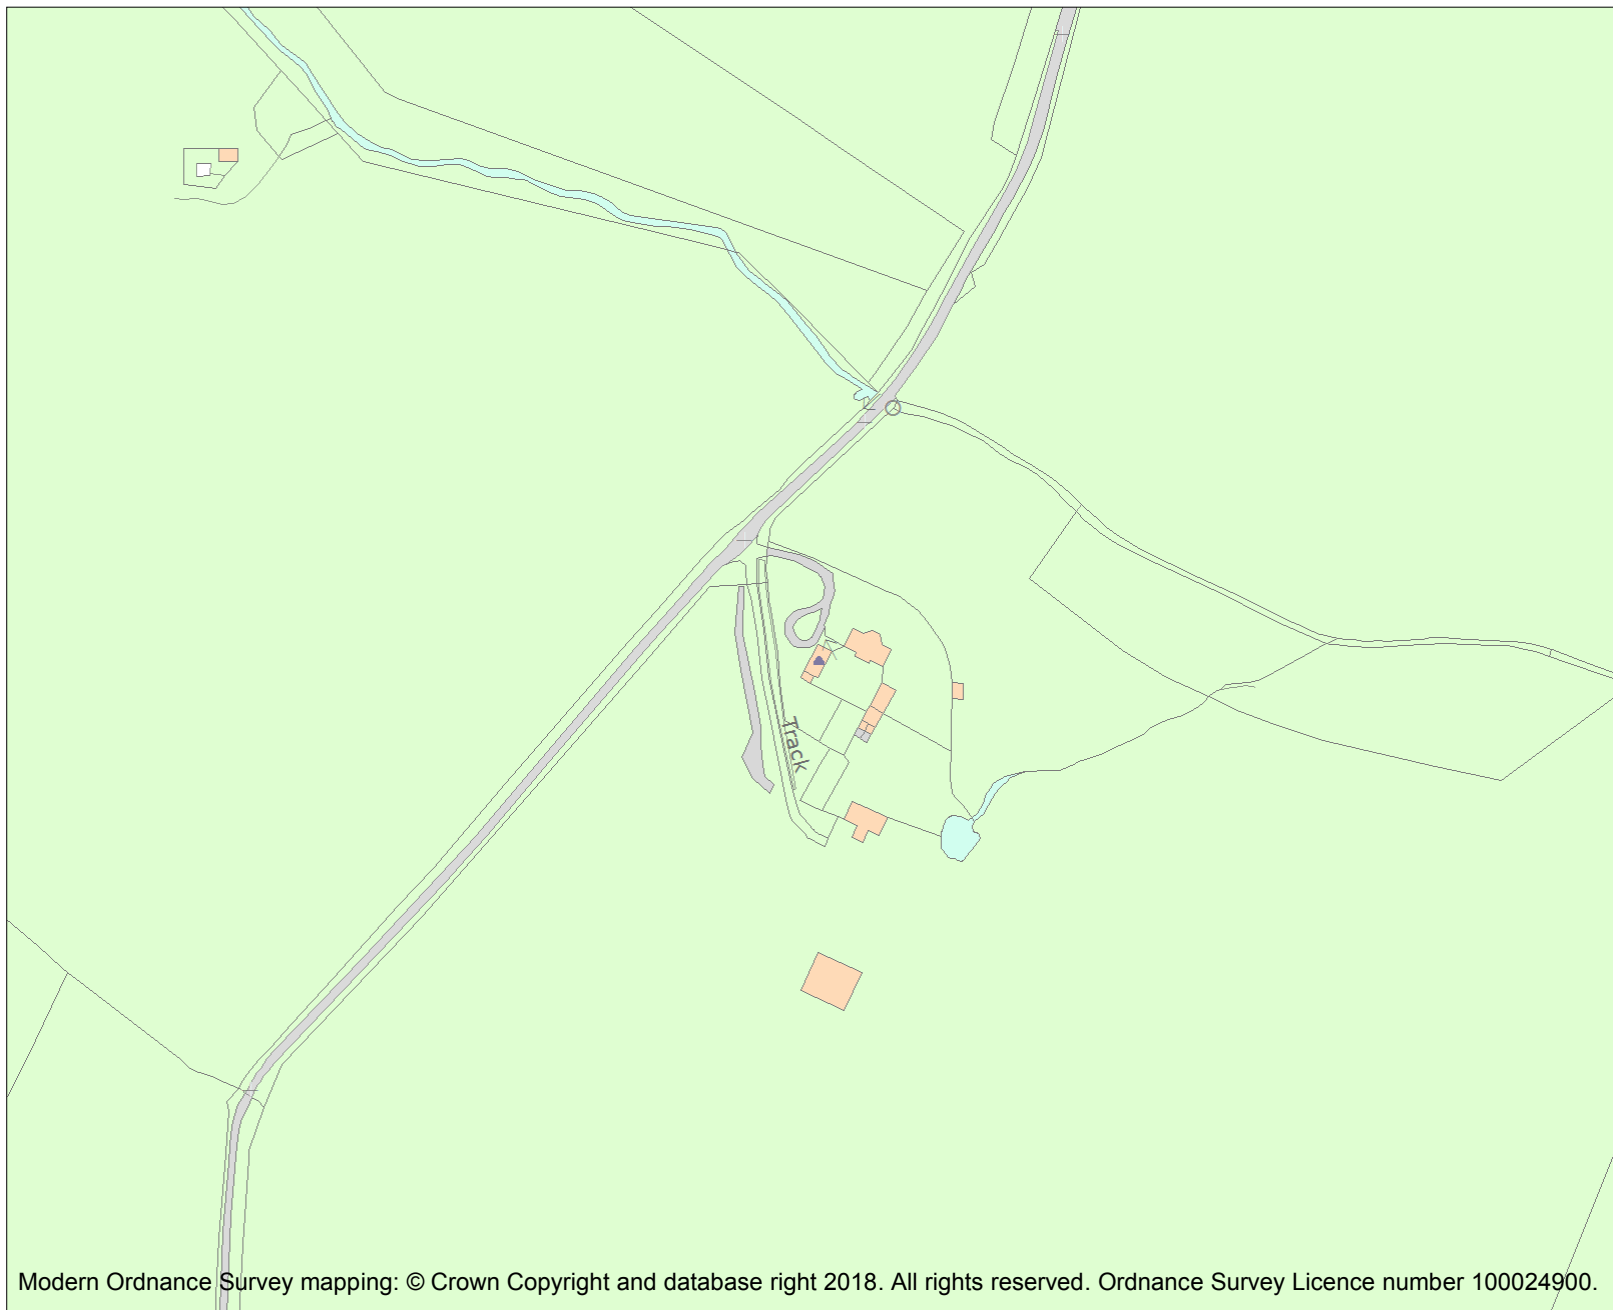 Track
Modern Ordnance Survey mapping: © Crown Copyright and database right 2018. All rights reserved. Ordnance Survey Licence number 100024900.